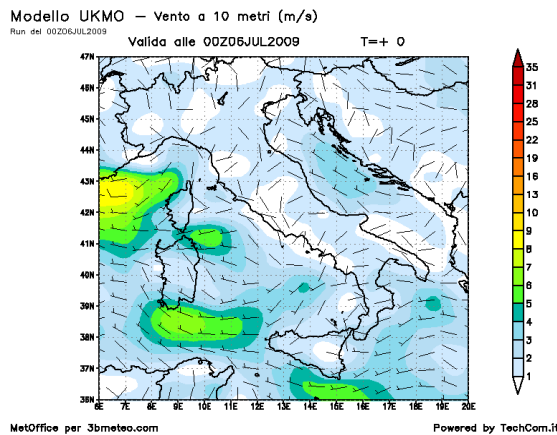 Modello UKMO – Vento a 10 metri (m/s)
Run del 00Z06JUL2009
Valida alle 00Z06JUL2009 T=+ 0
47N
46N
45N
44N
43N
42N
41N
40N
39N
38N
37N
36N
6E 7E 8E 9E 10E 11E 12E 13E 14E 15E 16E 17E 18E 19E 20E
35
31
28
25
22
19
16
13
10
9
8
7
6
5
4
3
2
1
MetOffice per 3bmeteo.com
Powered by TechCom.it